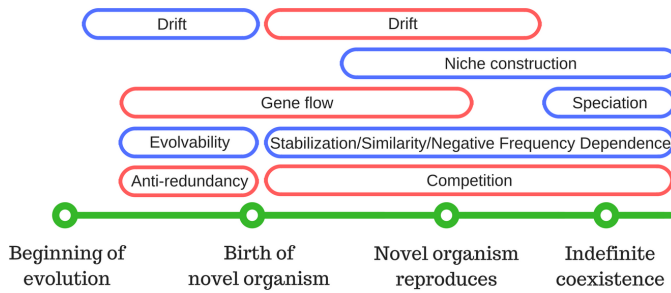 Drift
Drift
Niche construction
Gene flow
Speciation
Evolvability
Stabilization/Similarity/Negative Frequency Dependence
Anti-redundancy
Competition
Beginning of
evolution
Birth of
novel organism
Novel organism
reproduces
Indefinite
coexistence